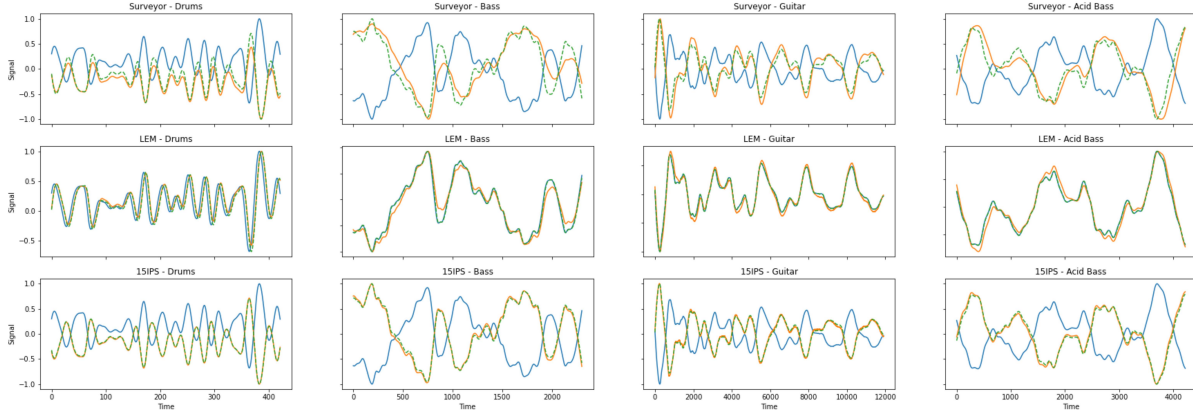 Surveyor - Drums
Surveyor - Bass
Surveyor - Guitar
Surveyor - Acid Bass
1.0
0.5
0.0
−0.5
−1.0
Signal
LEM - Drums
LEM - Bass
LEM - Guitar
LEM - Acid Bass
1.0
0.5
0.0
−0.5
Signal
15IPS - Drums
15IPS - Bass
15IPS - Guitar
15IPS - Acid Bass
1.0
0.5
0.0
−0.5
−1.0
Signal
0 100 200 300 400
0 500 1000 1500 2000
0 2000 4000 6000 8000 10000 12000
0 1000 2000 3000 4000
Time
Time
Time
Time